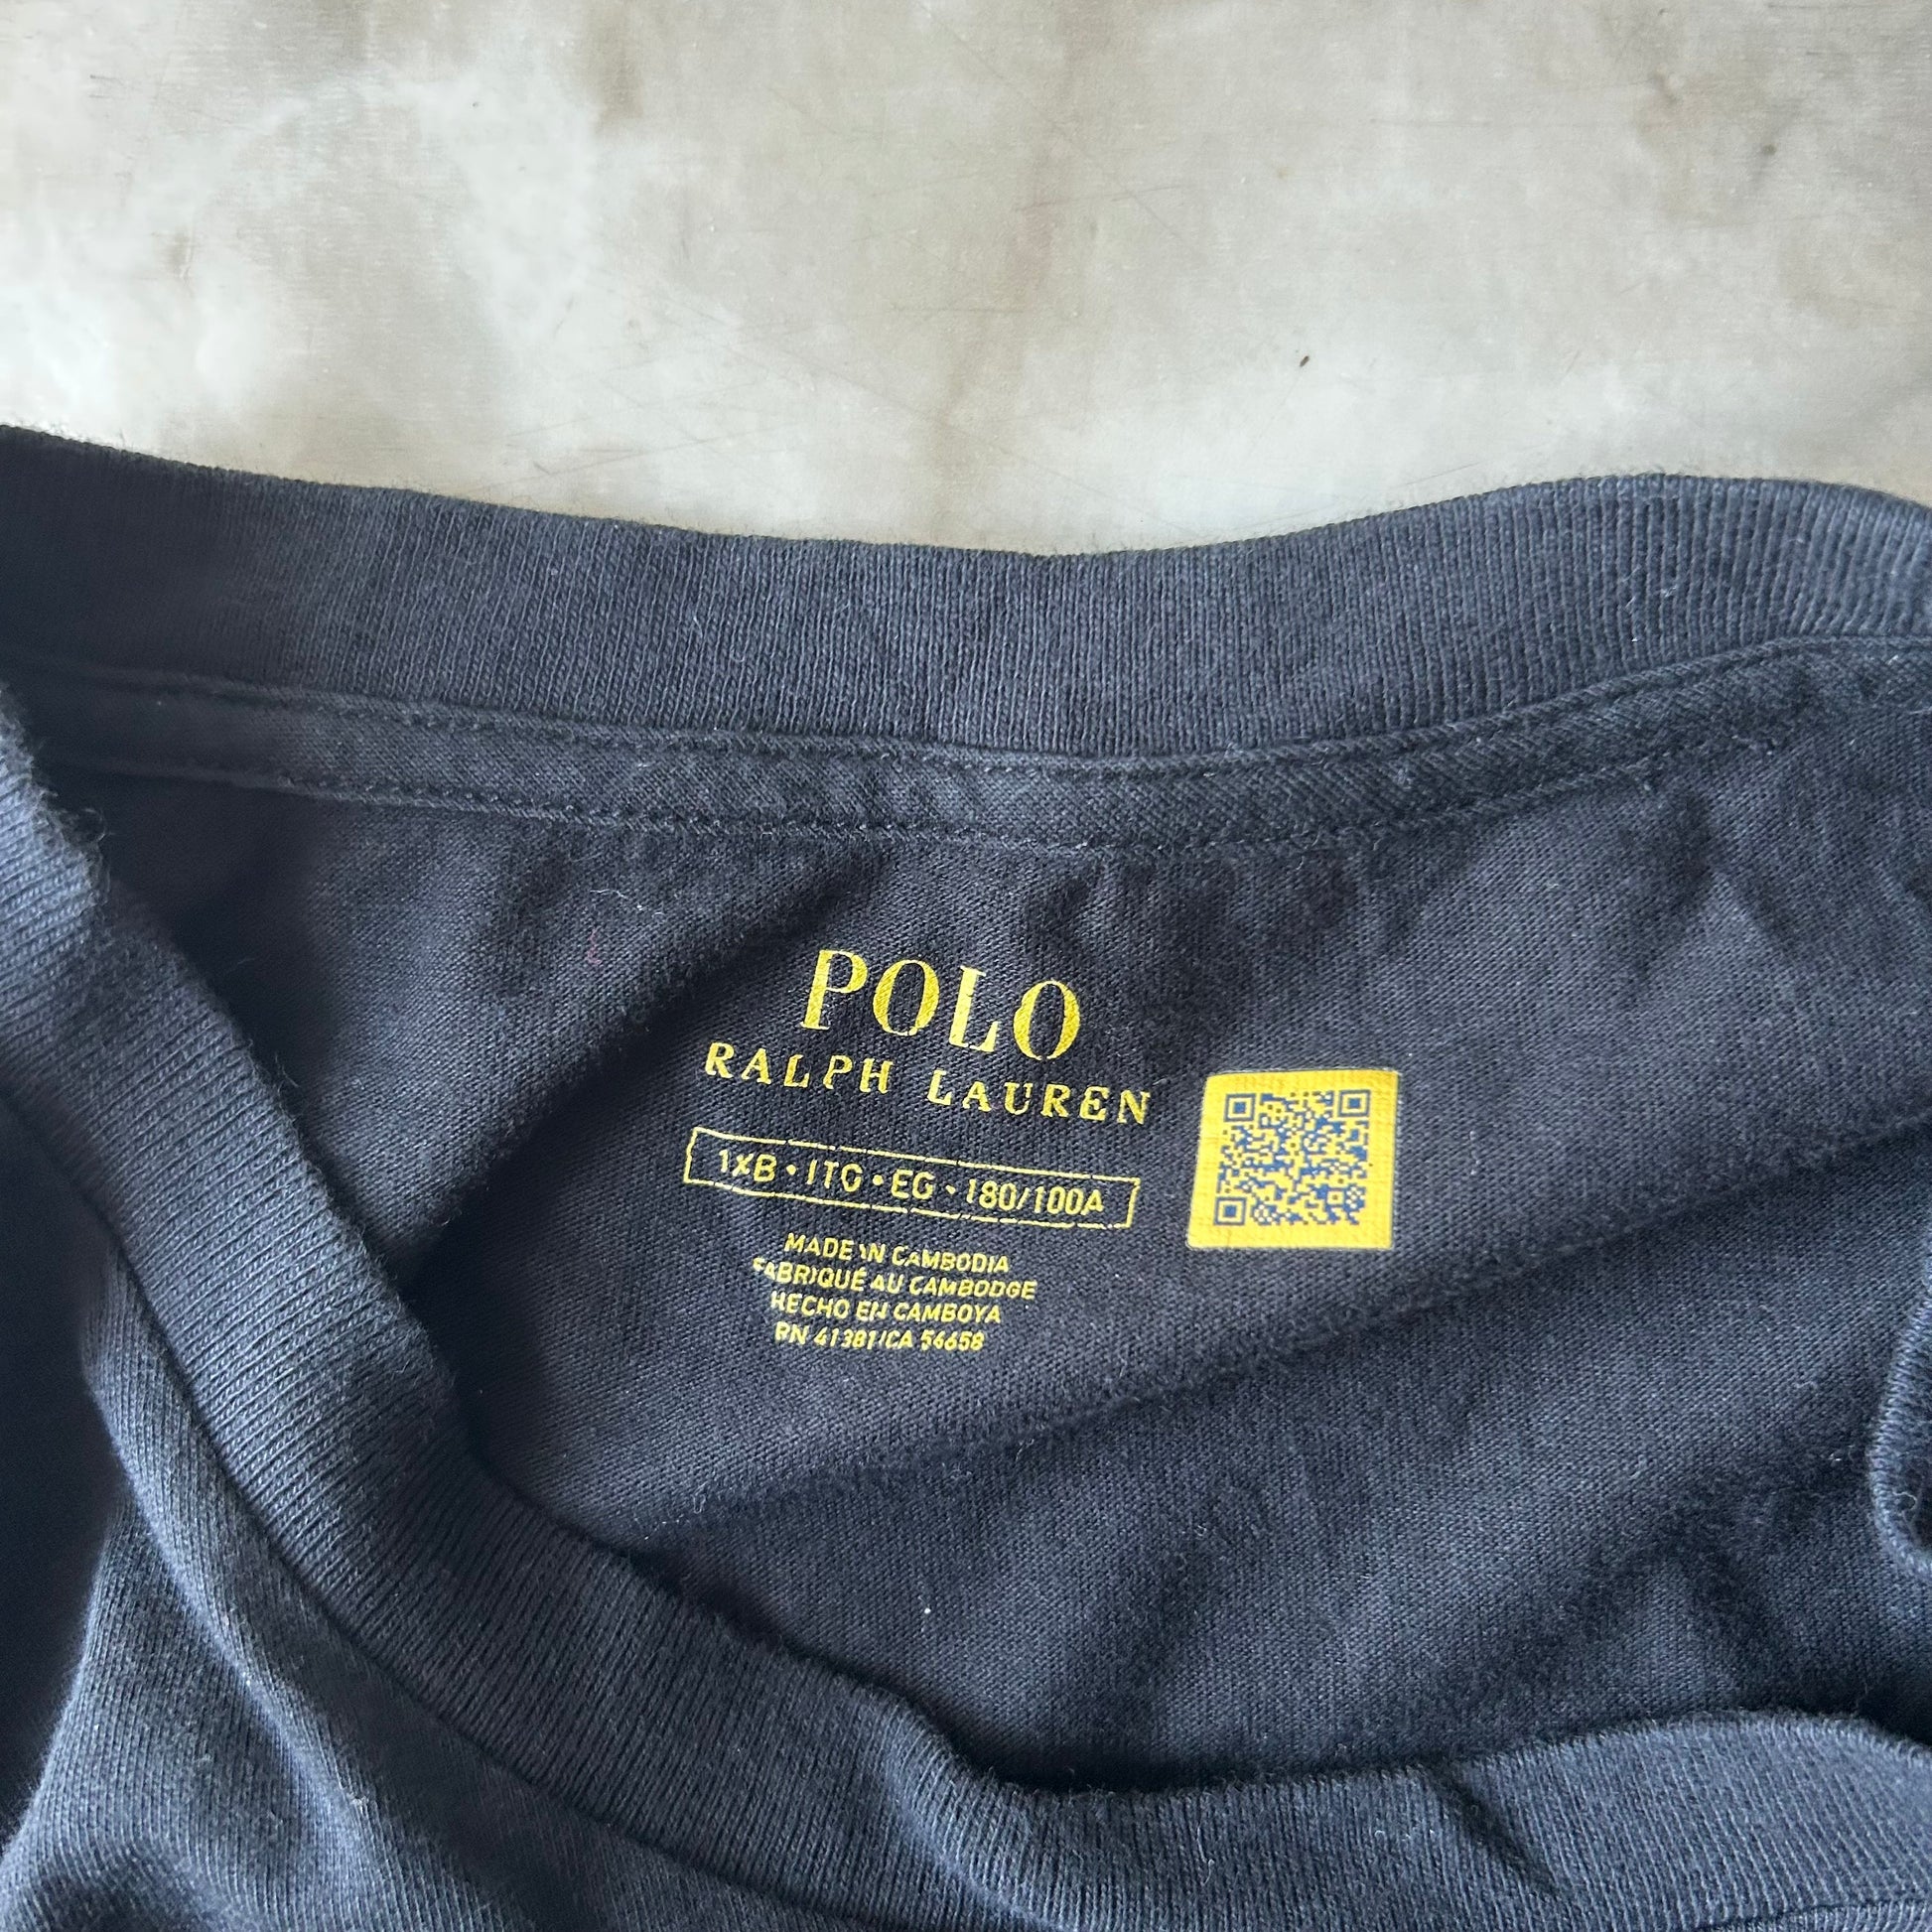 POLO
RALPH LAUREN
1XB • 1TG • EG • 180/100A
MADE IN CAMBODIA
FABRIQUÉ AU CAMBODGE
HECHO EN CAMBOYA
RN 41381/CA 54658